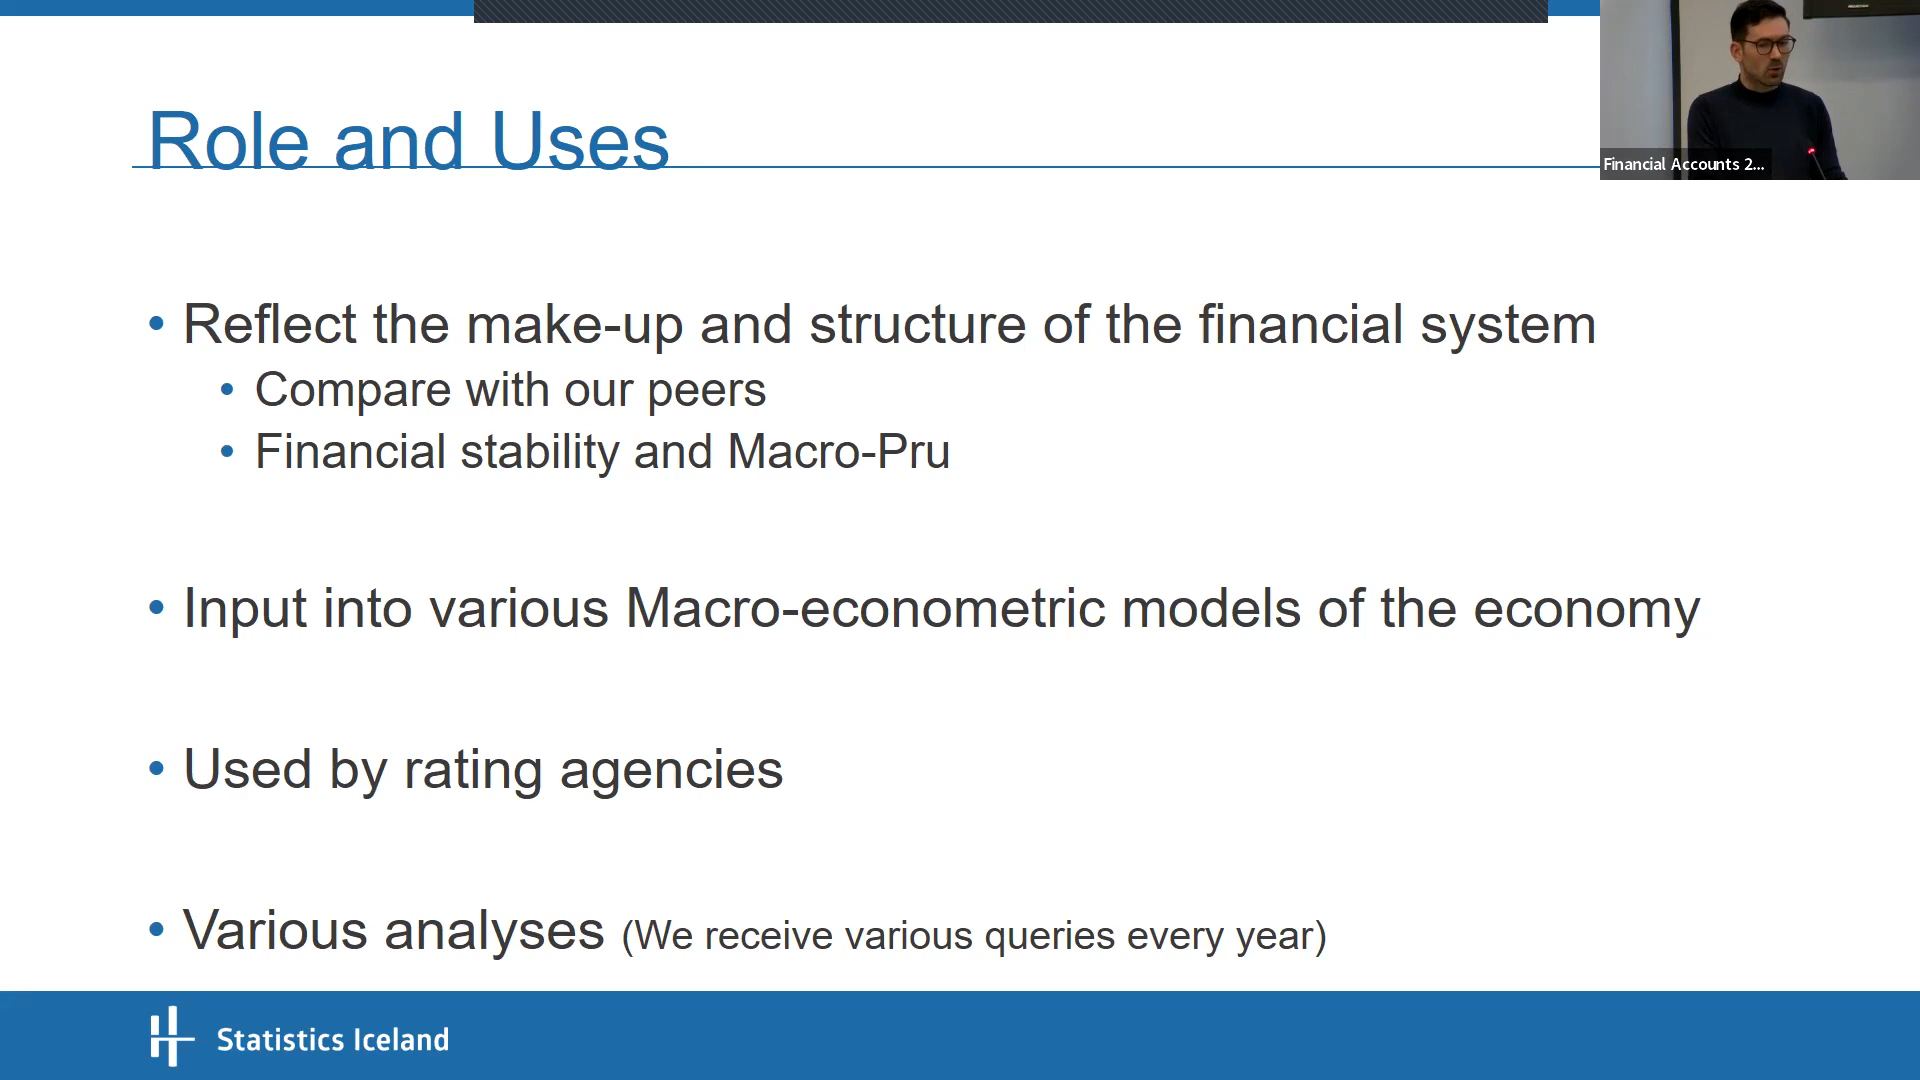 Role and Uses
Financial Accounts 2...
• Reflect the make-up and structure of the financial system
• Compare with our peers
• Financial stability and Macro-Pru
• Input into various Macro-econometric models of the economy
• Used by rating agencies
• Various analyses (We receive various queries every year)
Statistics Iceland